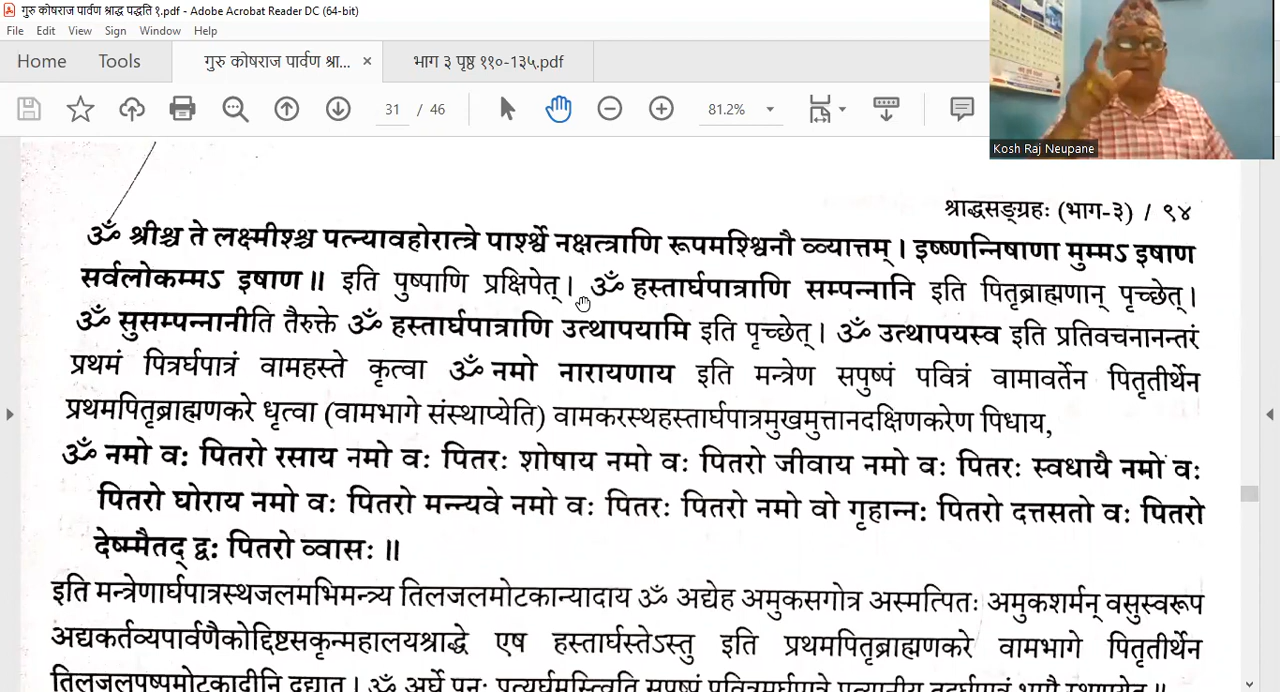 गुरु कोषराज पार्वण श्राद्ध पद्धति १.pdf - Adobe Acrobat Reader DC (64-bit)
File Edit View Sign Window Help
Home Tools गुरु कोषराज पार्वण श्रा... × भाग ३ पृष्ठ ११०-१३५.pdf
31 / 46 81.2%
Kosh Raj Neupane
श्राद्धसङ्ग्रहः (भाग-३) / ९४
ॐ श्रीश्च ते लक्ष्मीश्श्च पत्न्यावहोरात्रे पार्श्श्वे नक्षत्राणि रूपमश्श्विनौ व्व्यात्तम् । इष्ष्णन्निषाणा मुम्मऽ इषाण
सर्वलोकम्मऽ इषाण ॥ इति पुष्पाणि प्रक्षिपेत् । ॐ हस्तार्घपात्राणि सम्पन्नानि इति पितृब्राह्मणान् पृच्छेत् ।
ॐ सुसम्पन्नानीति तैरुक्ते ॐ हस्तार्घपात्राणि उत्थापयामि इति पृच्छेत् । ॐ उत्थापयस्व इति प्रतिवचनानन्तरं
प्रथमं पित्रर्घपात्रं वामहस्ते कृत्वा ॐ नमो नारायणाय इति मन्त्रेण सपुष्पं पवित्रं वामावर्तेन पितृतीर्थेन
प्रथमपितृब्राह्मणकरे धृत्वा (वामभागे संस्थाप्येति) वामकरस्थहस्तार्घपात्रमुखमुत्तानदक्षिणकरेण पिधाय,
ॐ नमो वः पितरो रसाय नमो वः पितरः शोषाय नमो वः पितरो जीवाय नमो वः पितरः स्वधायै नमो वः
पितरो घोराय नमो वः पितरो मन्न्यवे नमो वः पितरः पितरो नमो वो गृहान्नः पितरो दत्तसतो वः पितरो
देष्म्मैतद् द्वः पितरो व्वासः ॥
इति मन्त्रेणार्घपात्रस्थजलमभिमन्त्र्य तिलजलमोटकान्यादाय ॐ अद्येह अमुकसगोत्र अस्मत्पितः अमुकशर्मन् वसुस्वरूप
अद्यकर्तव्यपार्वणैकोद्दिष्टसकृन्महालयश्राद्धे एष हस्तार्घस्तेऽस्तु इति प्रथमपितृब्राह्मणकरे वामभागे पितृतीर्थेन
तिलजलपुष्पमोटकादीनि दद्यात् । ॐ अर्घे पुनः